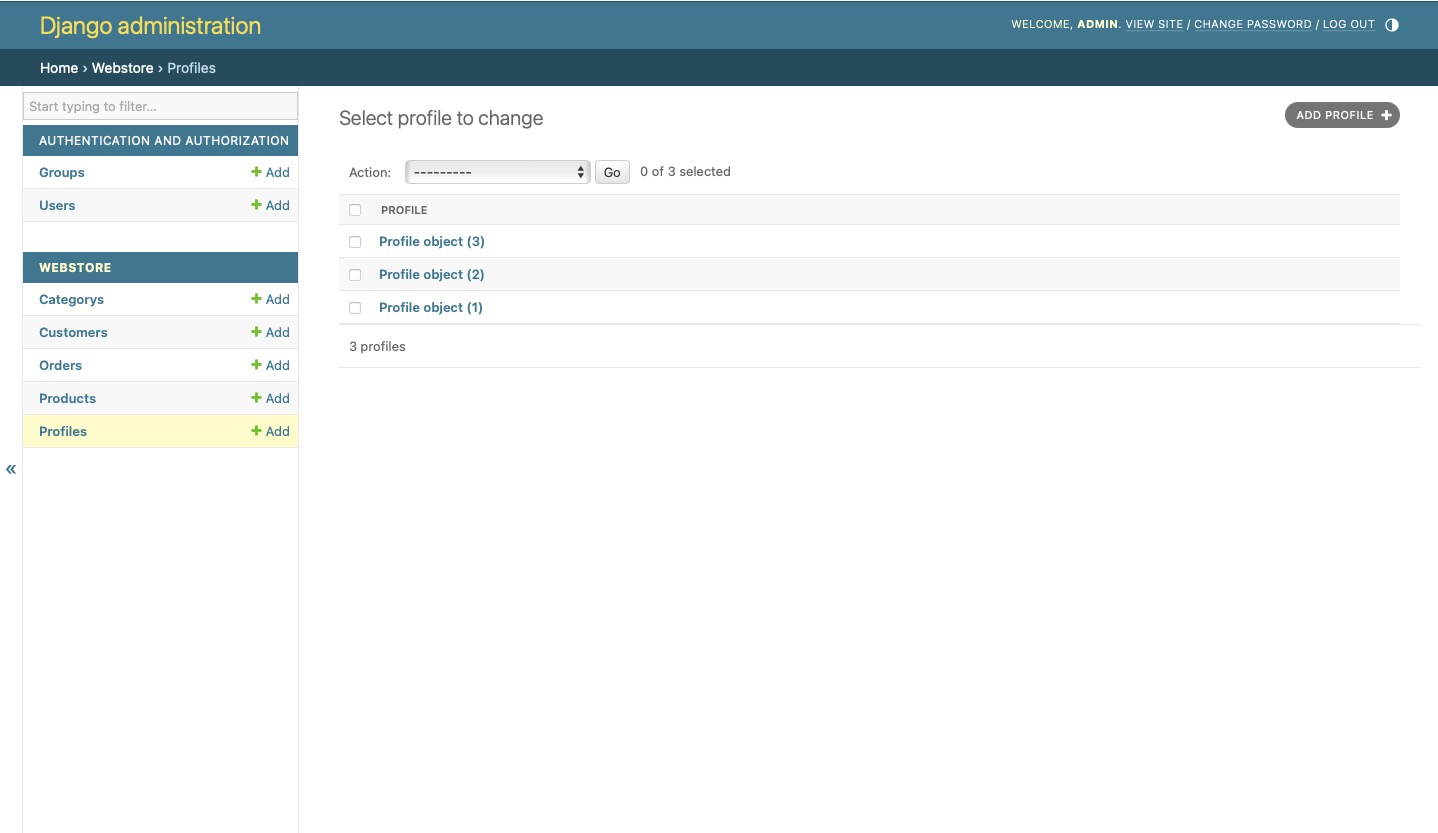 Django administration
WELCOME, ADMIN. VIEW SITE / CHANGE PASSWORD / LOG OUT
Home › Webstore › Profiles
Start typing to filter...
AUTHENTICATION AND AUTHORIZATION
Groups + Add
Users + Add
WEBSTORE
Categorys + Add
Customers + Add
Orders + Add
Products + Add
Profiles + Add
«
Select profile to change
ADD PROFILE +
Action: --------- Go 0 of 3 selected
PROFILE
Profile object (3)
Profile object (2)
Profile object (1)
3 profiles